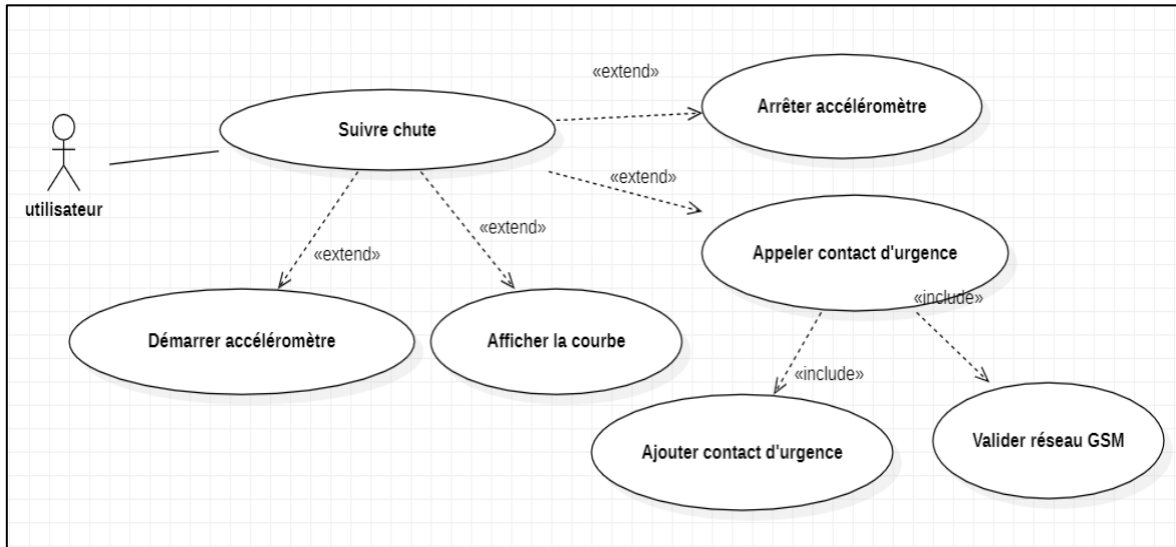 «extend»
Arrêter accéléromètre
Suivre chute
«extend»
utilisateur
«extend»
«extend»
Appeler contact d'urgence
«include»
Démarrer accéléromètre
Afficher la courbe
«include»
Ajouter contact d'urgence
Valider réseau GSM